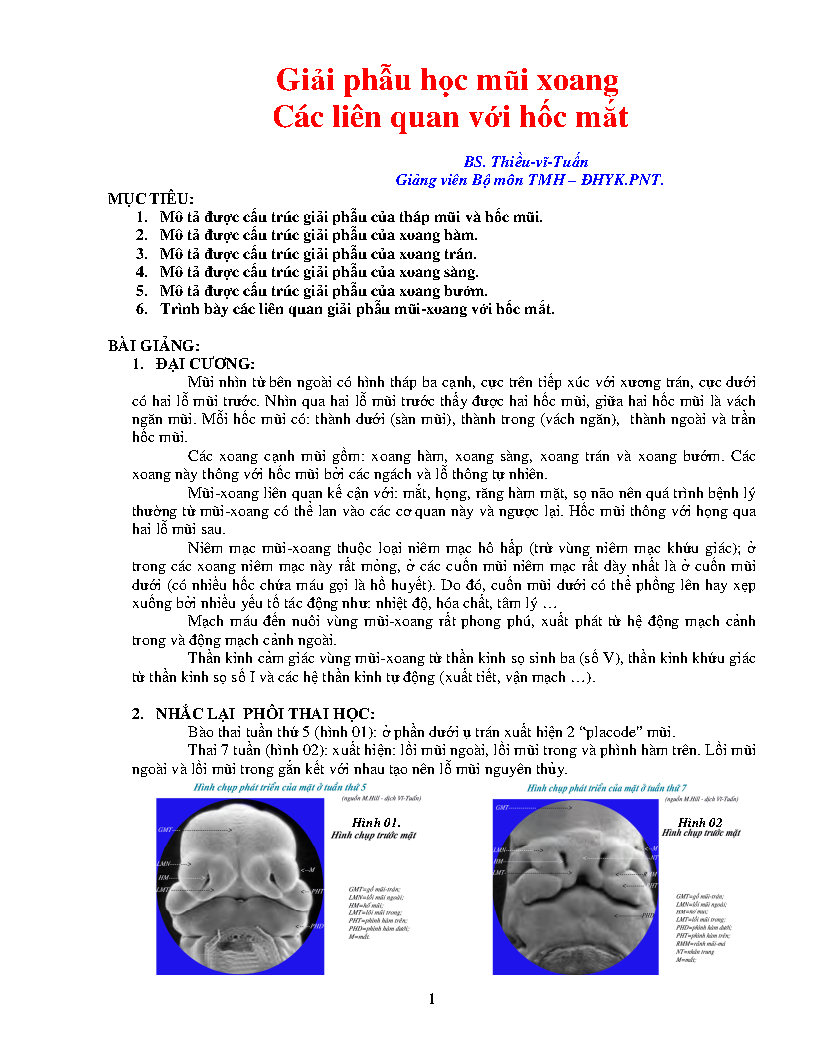 Giải phẫu học mũi xoang
Các liên quan với hốc mắt
BS. Thiều-vĩ-Tuấn
Giảng viên Bộ môn TMH – ĐHYK.PNT.
MỤC TIÊU:
1. Mô tả được cấu trúc giải phẫu của tháp mũi và hốc mũi.
2. Mô tả được cấu trúc giải phẫu của xoang hàm.
3. Mô tả được cấu trúc giải phẫu của xoang trán.
4. Mô tả được cấu trúc giải phẫu của xoang sàng.
5. Mô tả được cấu trúc giải phẫu của xoang bướm.
6. Trình bày các liên quan giải phẫu mũi-xoang với hốc mắt.
BÀI GIẢNG:
1. ĐẠI CƯƠNG:
Mũi nhìn từ bên ngoài có hình tháp ba cạnh, cực trên tiếp xúc với xương trán, cực dưới
có hai lỗ mũi trước. Nhìn qua hai lỗ mũi trước thấy được hai hốc mũi, giữa hai hốc mũi là vách
ngăn mũi. Mỗi hốc mũi có: thành dưới (sàn mũi), thành trong (vách ngăn), thành ngoài và trần
hốc mũi.
Các xoang cạnh mũi gồm: xoang hàm, xoang sàng, xoang trán và xoang bướm. Các
xoang này thông với hốc mũi bởi các ngách và lỗ thông tự nhiên.
Mũi-xoang liên quan kế cận với: mắt, họng, răng hàm mặt, sọ não nên quá trình bệnh lý
thường từ mũi-xoang có thể lan vào các cơ quan này và ngược lại. Hốc mũi thông với họng qua
hai lỗ mũi sau.
Niêm mạc mũi-xoang thuộc loại niêm mạc hô hấp (trừ vùng niêm mạc khứu giác); ở
trong các xoang niêm mạc này rất mỏng, ở các cuốn mũi niêm mạc rất dày nhất là ở cuốn mũi
dưới (có nhiều hốc chứa máu gọi là hồ huyết). Do đó, cuốn mũi dưới có thể phồng lên hay xẹp
xuống bởi nhiều yếu tố tác động như: nhiệt độ, hóa chất, tâm lý …
Mạch máu đến nuôi vùng mũi-xoang rất phong phú, xuất phát từ hệ động mạch cảnh
trong và động mạch cảnh ngoài.
Thần kinh cảm giác vùng mũi-xoang từ thần kinh sọ sinh ba (số V), thần kinh khứu giác
từ thần kinh sọ số I và các hệ thần kinh tự động (xuất tiết, vận mạch …).
2. NHẮC LẠI PHÔI THAI HỌC:
Bào thai tuần thứ 5 (hình 01): ở phần dưới ụ trán xuất hiện 2 “placode” mũi.
Thai 7 tuần (hình 02): xuất hiện: lồi mũi ngoài, lồi mũi trong và phình hàm trên. Lồi mũi
ngoài và lồi mũi trong gắn kết với nhau tạo nên lỗ mũi nguyên thủy.
Hình chụp phát triển của mặt ở tuần thứ 5
(nguồn M.Hill - dịch VI-Tuấn)
Hình 01.
Hình chụp trước mặt
GMT
LMN
HM
LMT
M
PHT
PHD
GMT=gồ mũi-trán;
LMN=lồi mũi ngoài;
HM=hố mũi;
LMT=lồi mũi trong;
PHT=phình hàm trên;
PHD=phình hàm dưới;
M=mắt.
Hình chụp phát triển của mặt ở tuần thứ 7
(nguồn M.Hill - dịch VI-Tuấn)
Hình 02
Hình chụp trước mặt
GMT
LMN
HM
LMT
M
NT
RMM
PHT
PHD
GMT=gồ mũi-trán;
LMN=lồi mũi ngoài;
HM=hố mũi;
LMT=lồi mũi trong;
PHD=phình hàm dưới;
PHT=phình hàm trên;
RMM=rãnh mũi-má
NT=nhân trung
M=mắt;
1